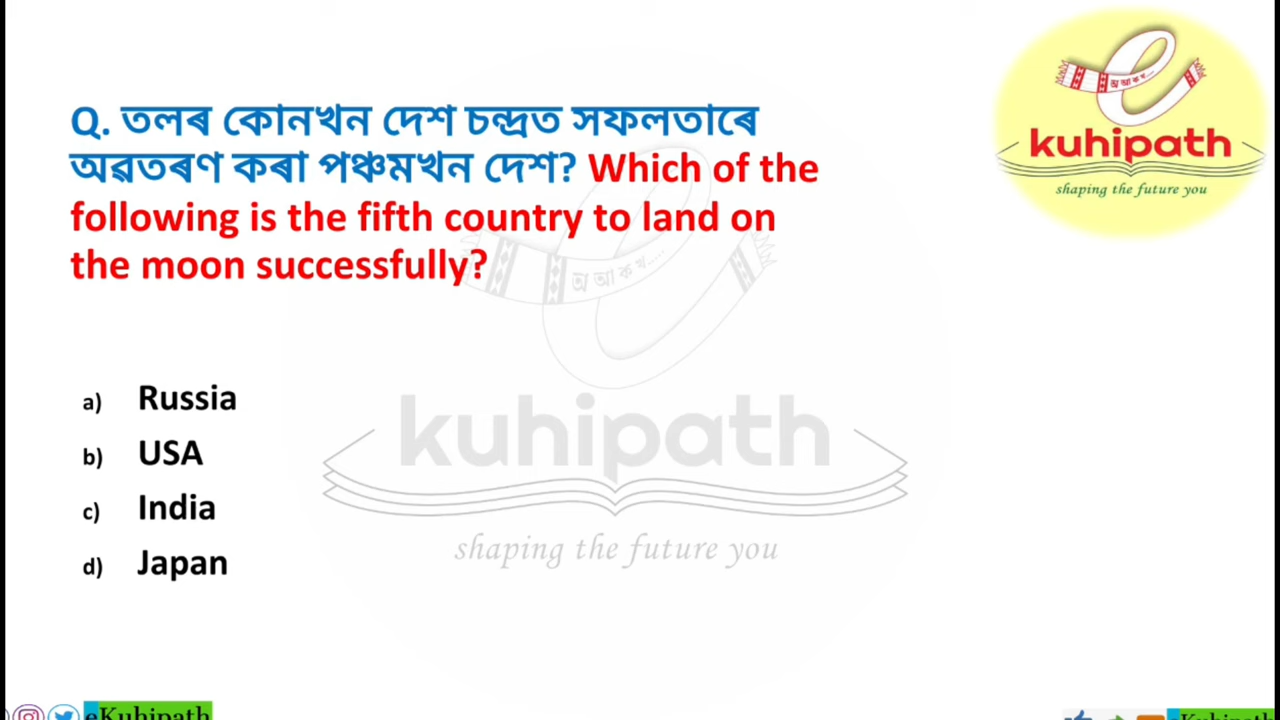 অ আ ক খ....
kuhipath
shaping the future you
Q. তলৰ কোনখন দেশ চন্দ্ৰত সফলতাৰে
অৱতৰণ কৰা পঞ্চমখন দেশ? Which of the
following is the fifth country to land on
the moon successfully?
অ আ ক খ....
a) Russia
b) USA
c) India
d) Japan
kuhipath
shaping the future you
eKuhipath
eKuhipath